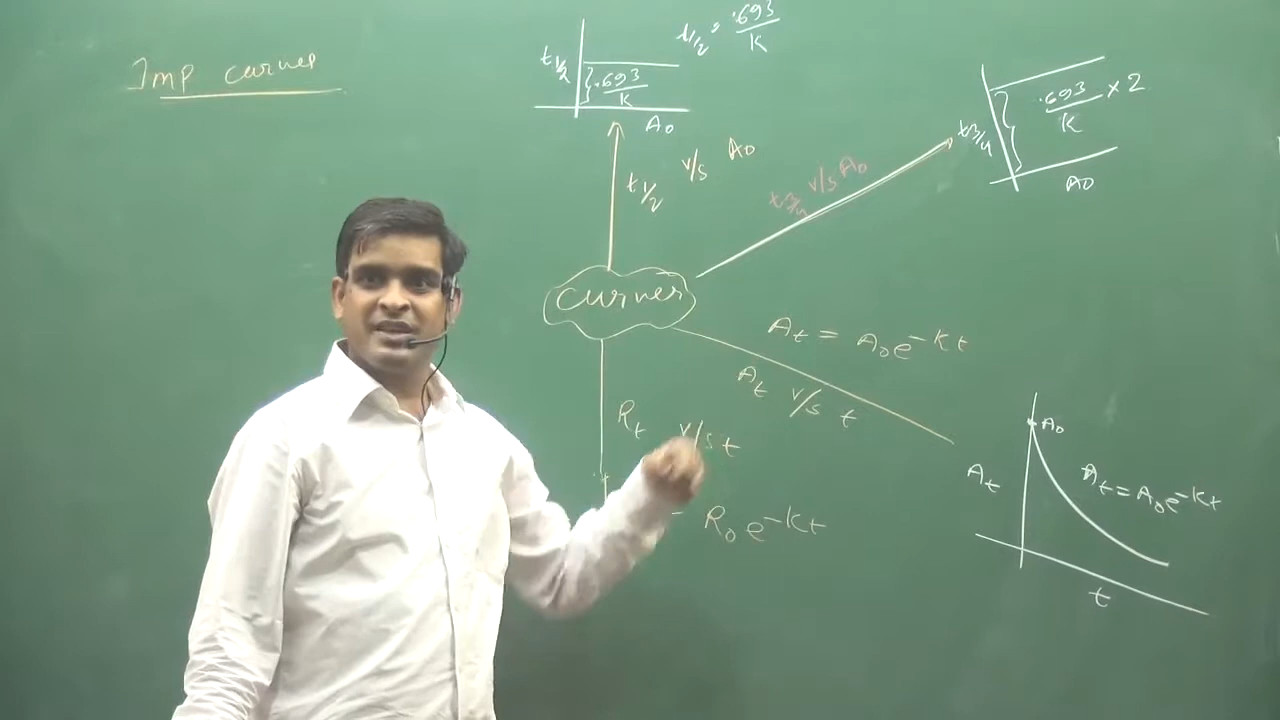 Imp curves
t1/2
.693/K
A0
t1/2 = .693/K
t1/2 v/s A0
t3/4 v/s A0
t3/4
.693/K × 2
A0
curves
At = A0e-Kt
At v/s t
Rt v/s t
= R0e-Kt
A0
At
At = A0e-Kt
t